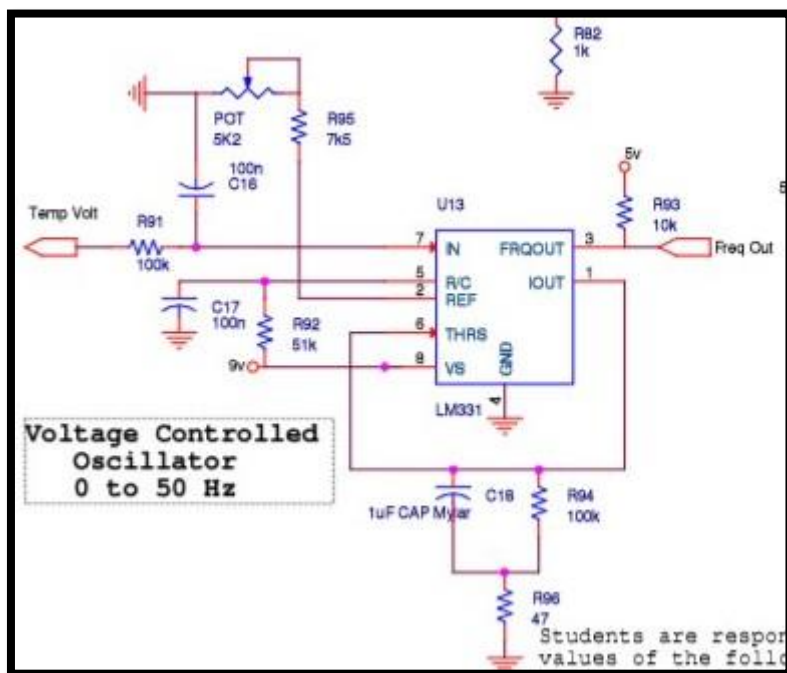 R82
1k
POT
5K2
R95
7k5
100n
C16
U13
5v
R93
10k
Temp Volt
R91
100k
7
IN
FRQOUT
3
Freq Out
5
R/C
IOUT
1
2
REF
C17
100n
R92
51k
6
THRS
9v
8
VS
GND
4
LM331
Voltage Controlled
Oscillator
0 to 50 Hz
C18
1uF CAP Mylar
R94
100k
R96
47
Students are respon
values of the follo